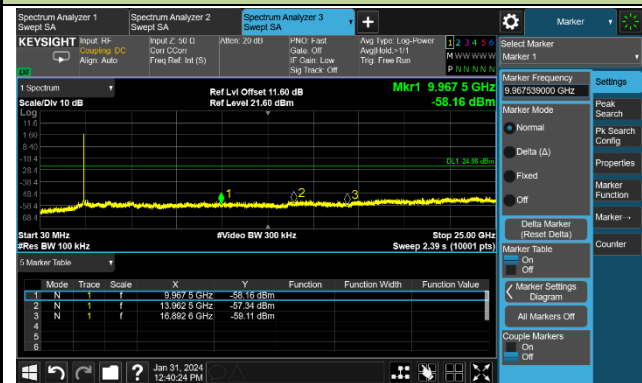 Spectrum Analyzer 1
Swept SA
Spectrum Analyzer 2
Swept SA
Spectrum Analyzer 3
Swept SA
Marker
KEYSIGHT
Input: RF
Coupling: DC
Align: Auto
Input Z: 50 Ω
Corr CCorr
Freq Ref: Int (S)
Atten: 20 dB
PNO: Fast
Gate: Off
IF Gain: Low
Sig Track: Off
Avg Type: Log-Power
Avg|Hold:>1/1
Trig: Free Run
1 2 3 4 5 6
M W W W W W
P N N N N N
Select Marker
Marker 1
1 Spectrum
Scale/Div 10 dB
Log
Ref Lvl Offset 11.60 dB
Ref Level 21.60 dBm
Mkr1 9.967 5 GHz
-58.16 dBm
11.6
1.60
-8.40
-18.4
-28.4
-38.4
-48.4
-58.4
-68.4
DL1 -24.98 dBm
1
2
3
Start 30 MHz
#Res BW 100 kHz
#Video BW 300 kHz
Stop 25.00 GHz
Sweep 2.39 s (10001 pts)
5 Marker Table
Mode Trace Scale X Y Function Function Width Function Value
1 N 1 f 9.967 5 GHz -58.16 dBm
2 N 1 f 13.962 5 GHz -57.34 dBm
3 N 1 f 16.892 6 GHz -59.11 dBm
4
5
6
Marker Frequency
9.967539000 GHz
Marker Mode
Normal
Delta (Δ)
Fixed
Off
Delta Marker
(Reset Delta)
Marker Table
On
Off
Marker Settings
Diagram
All Markers Off
Couple Markers
On
Off
Settings
Peak
Search
Pk Search
Config
Properties
Marker
Function
Marker→
Counter
?
Jan 31, 2024
12:40:24 PM